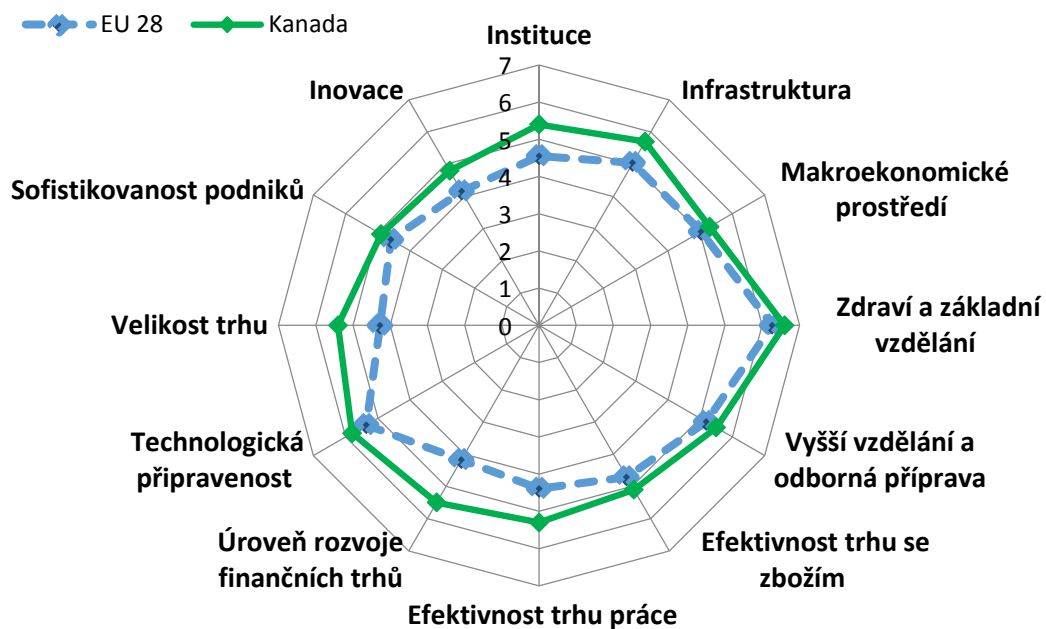 EU 28
Kanada
Instituce
Infrastruktura
Makroekonomické
prostředí
Zdraví a základní
vzdělání
Vyšší vzdělání a
odborná příprava
Efektivnost trhu se
zbožím
Efektivnost trhu práce
Úroveň rozvoje
finančních trhů
Technologická
připravenost
Velikost trhu
Sofistikovanost podniků
Inovace
7
6
5
4
3
2
1
0